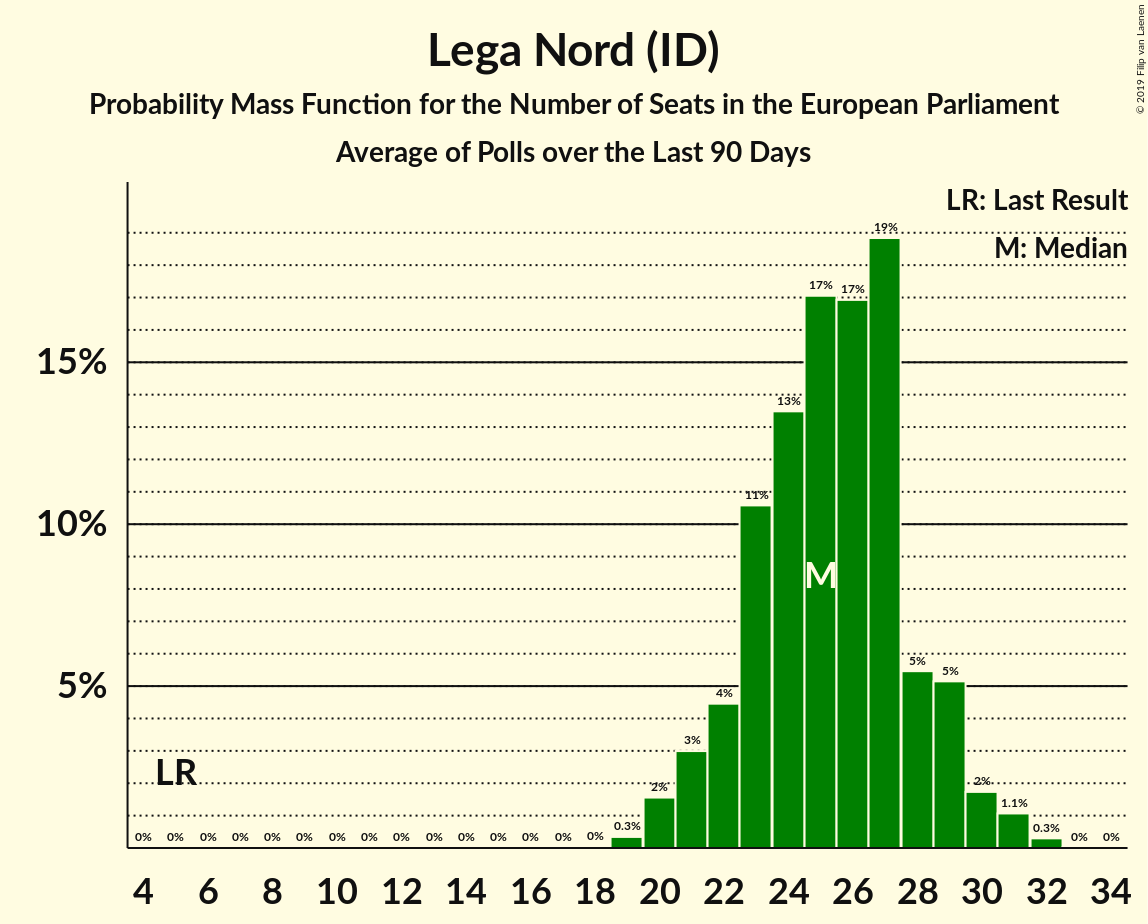 Lega Nord (ID)
Probability Mass Function for the Number of Seats in the European Parliament
Average of Polls over the Last 90 Days
© 2019 Filip van Laenen
LR: Last Result
M: Median
19%
17% 17%
15%
13%
11%
10%
M
5% 5%
5%
4%
3%
LR
2% 2%
1.1%
0% 0% 0% 0% 0% 0% 0% 0% 0% 0% 0% 0% 0% 0% 0% 0.3% 0.3% 0% 0%
4 6 8 10 12 14 16 18 20 22 24 26 28 30 32 34